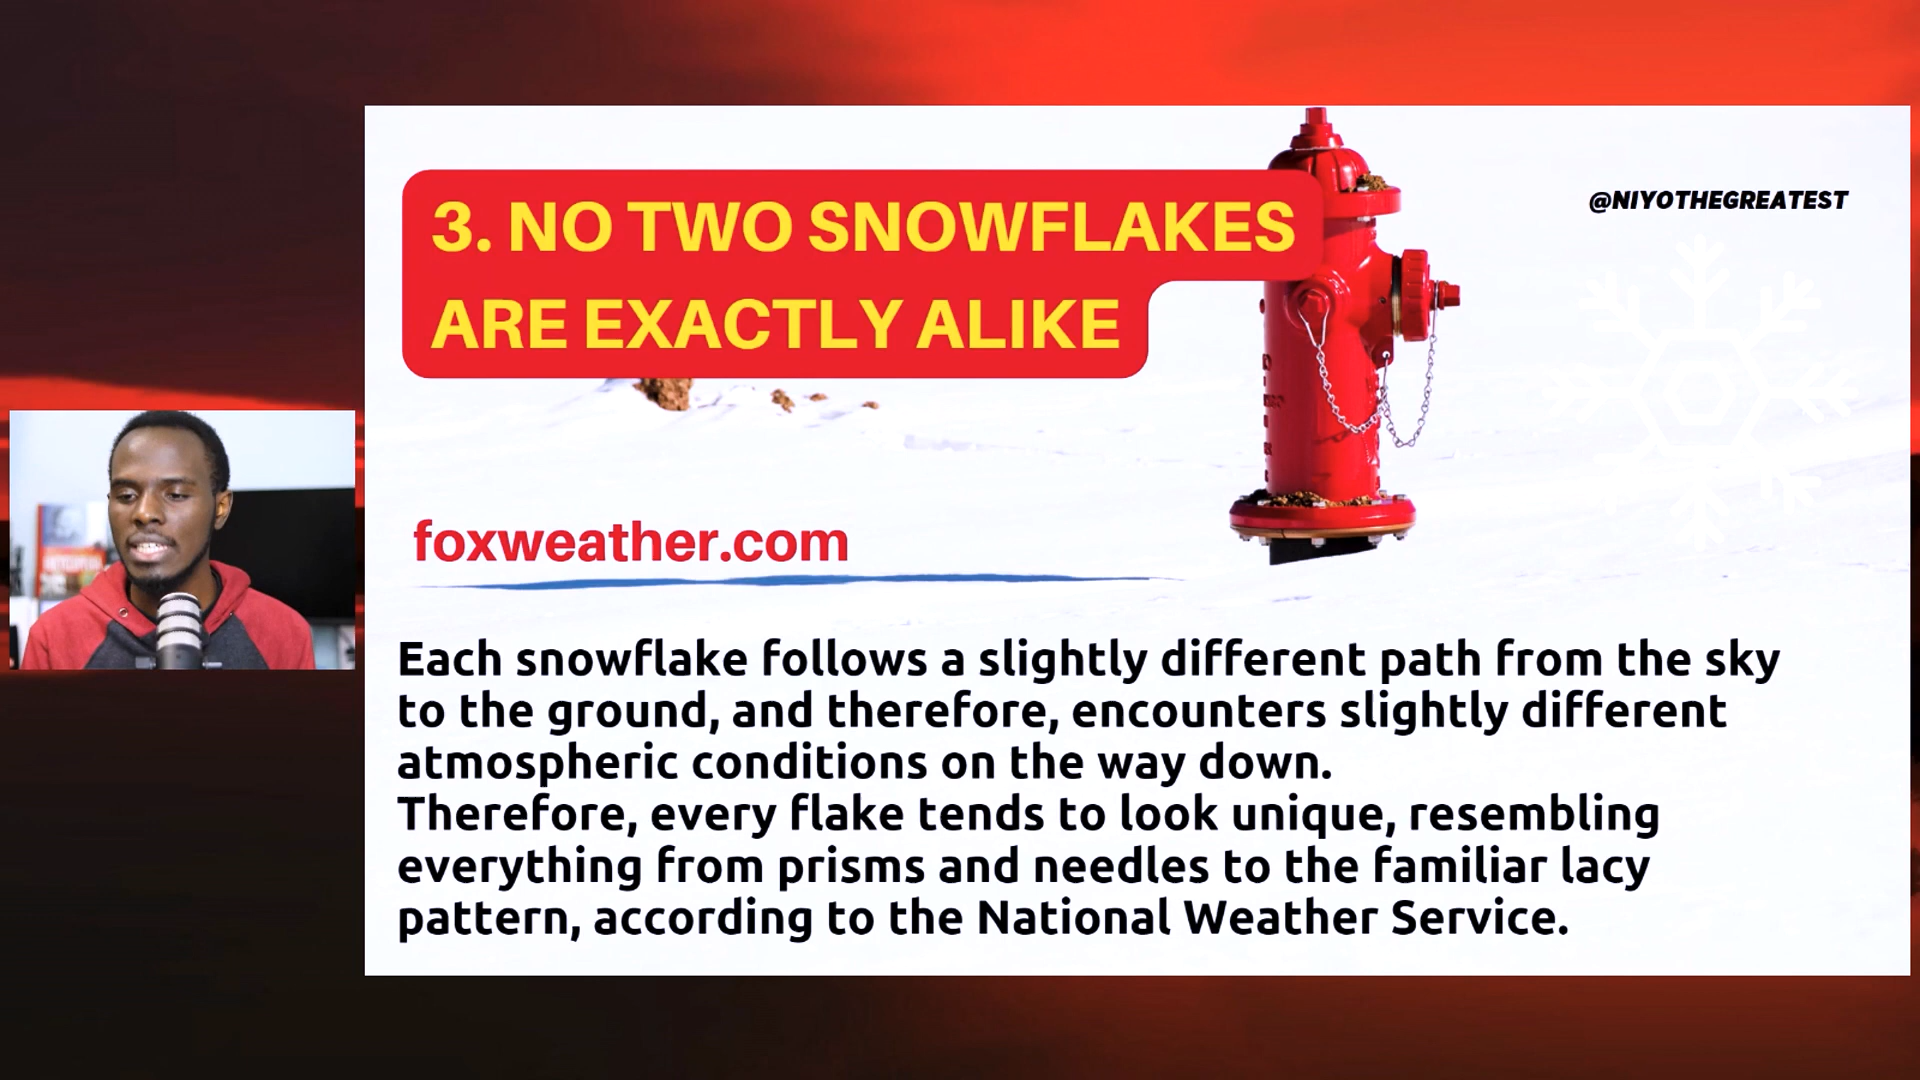 3. NO TWO SNOWFLAKES
ARE EXACTLY ALIKE
@NIYOTHEGREATEST
foxweather.com
Each snowflake follows a slightly different path from the sky
to the ground, and therefore, encounters slightly different
atmospheric conditions on the way down.
Therefore, every flake tends to look unique, resembling
everything from prisms and needles to the familiar lacy
pattern, according to the National Weather Service.